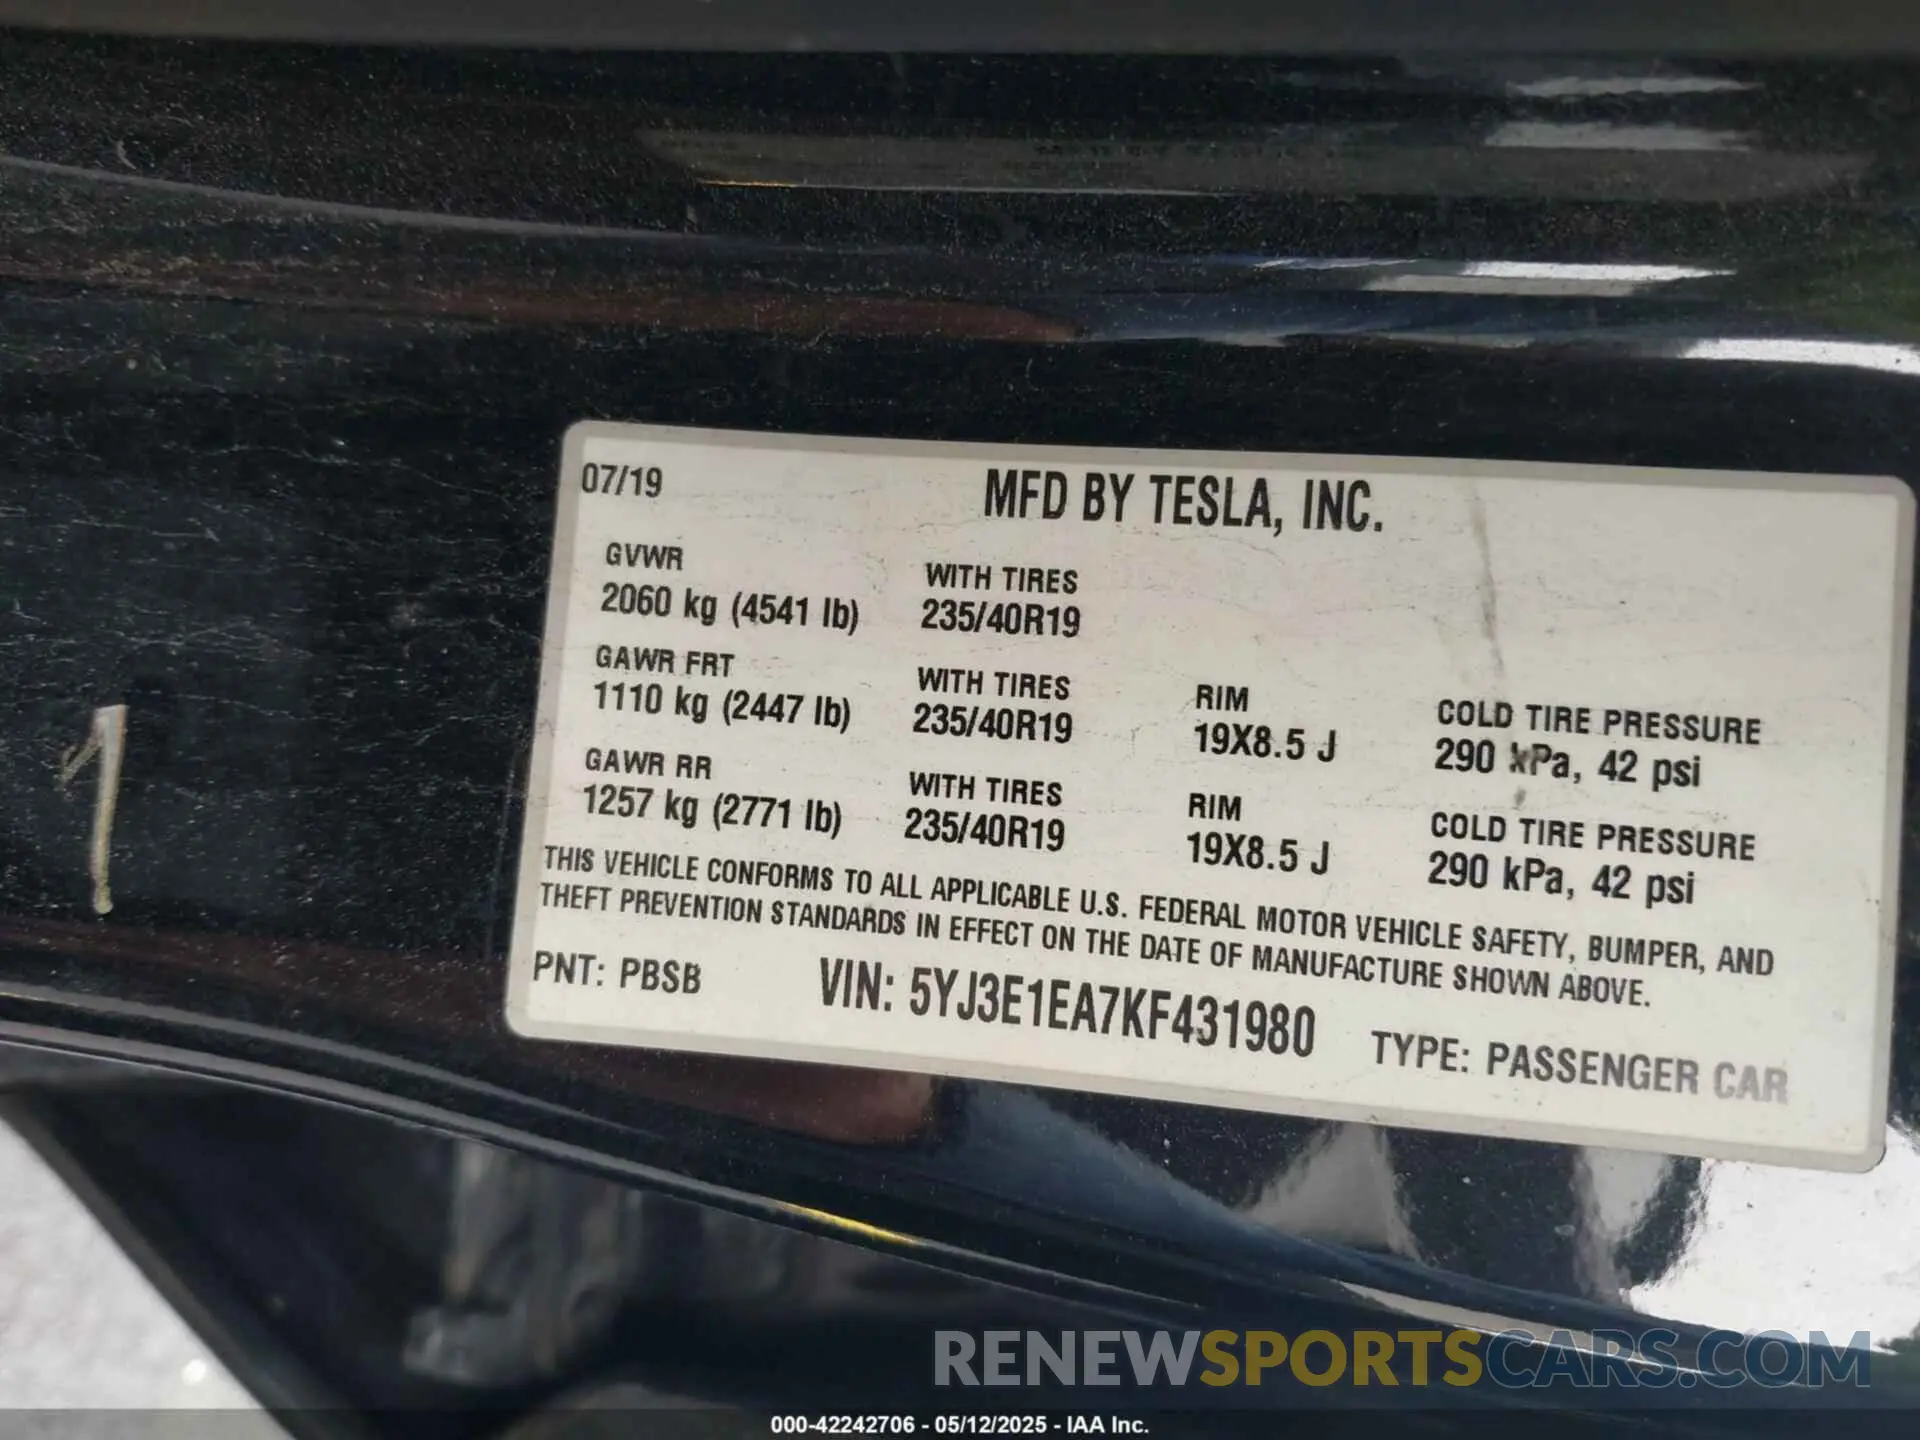 07/19
MFD BY TESLA, INC.
GVWR
2060 kg (4541 lb)
WITH TIRES
235/40R19
GAWR FRT
1110 kg (2447 lb)
WITH TIRES
235/40R19
RIM
19X8.5 J
COLD TIRE PRESSURE
290 kPa, 42 psi
GAWR RR
1257 kg (2771 lb)
WITH TIRES
235/40R19
RIM
19X8.5 J
COLD TIRE PRESSURE
290 kPa, 42 psi
THIS VEHICLE CONFORMS TO ALL APPLICABLE U.S. FEDERAL MOTOR VEHICLE SAFETY, BUMPER, AND
THEFT PREVENTION STANDARDS IN EFFECT ON THE DATE OF MANUFACTURE SHOWN ABOVE.
PNT: PBSB
VIN: 5YJ3E1EA7KF431980
TYPE: PASSENGER CAR
1
RENEWSPORTSCARS.COM
000-42242706 - 05/12/2025 - IAA Inc.